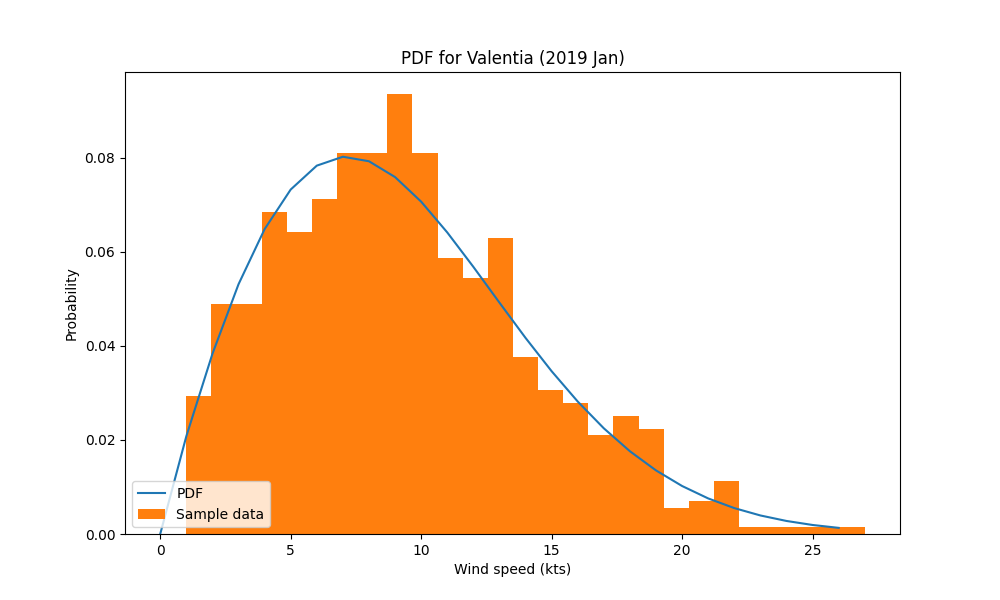 PDF for Valentia (2019 Jan)
Probability
0.08
0.06
0.04
0.02
0.00
PDF
Sample data
0 5 10 15 20 25
Wind speed (kts)